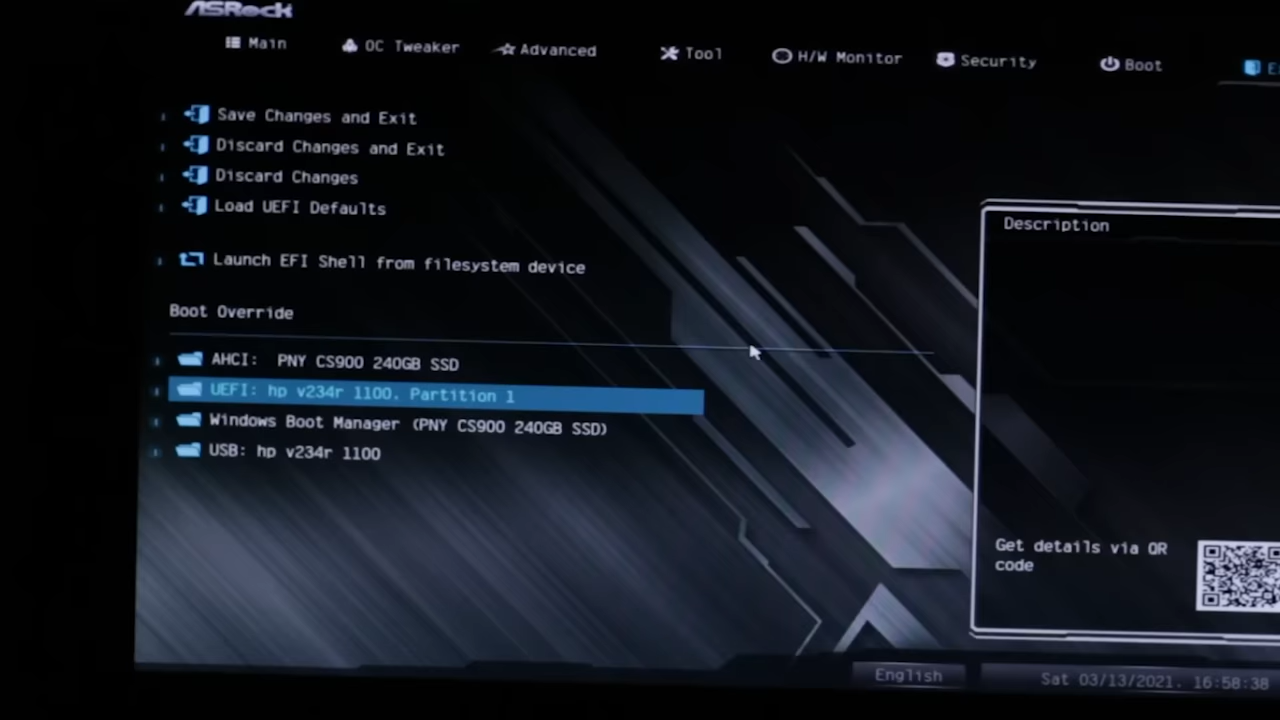 ASRock
Main OC Tweaker Advanced Tool H/W Monitor Security Boot
Save Changes and Exit
Discard Changes and Exit
Discard Changes
Load UEFI Defaults
Launch EFI Shell from filesystem device
Boot Override
AHCI: PNY CS900 240GB SSD
UEFI: hp v234r 1100, Partition 1
Windows Boot Manager (PNY CS900 240GB SSD)
USB: hp v234r 1100
Description
Get details via QR
code
English
Sat 03/13/2021. 16:58:38